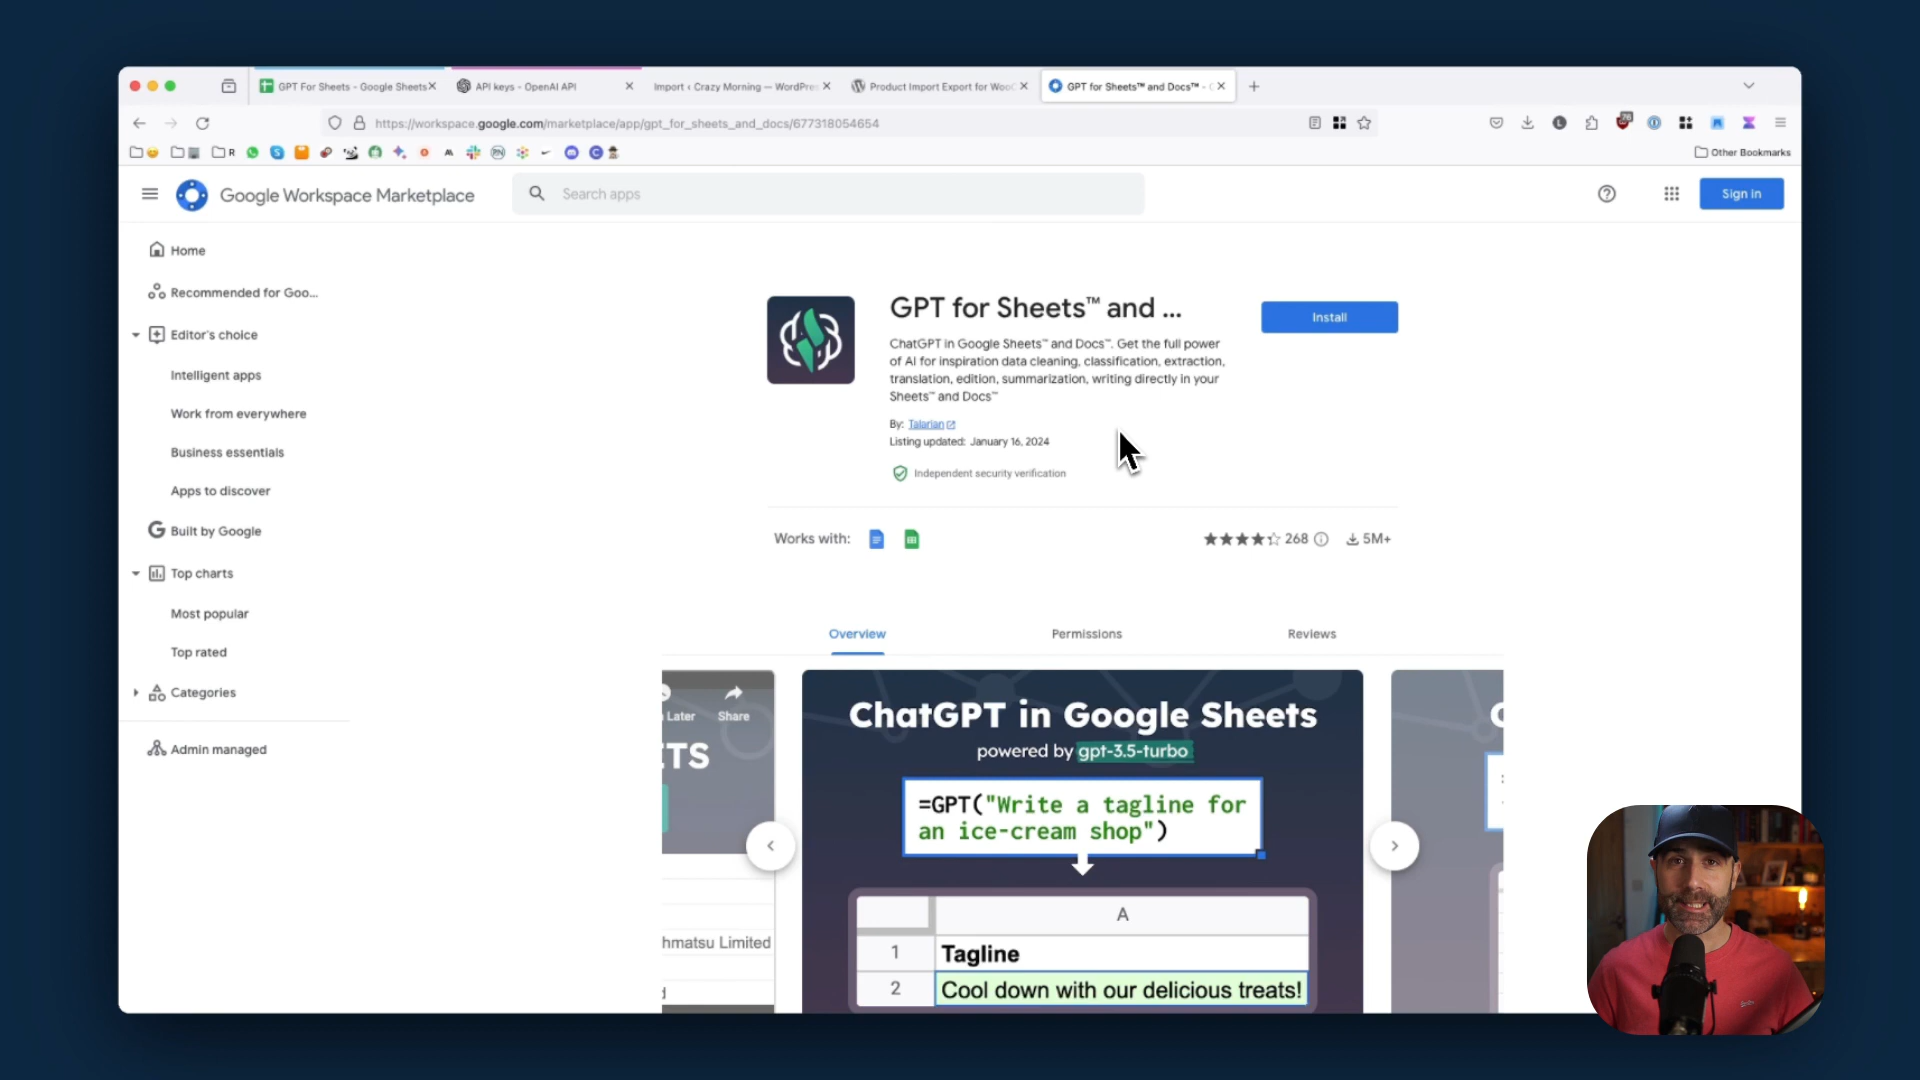 GPT For Sheets - Google Sheets
API keys - OpenAI API
Import ‹ Crazy Morning — WordPre
Product Import Export for WooC
GPT for Sheets™ and Docs™ -
https://workspace.google.com/marketplace/app/gpt_for_sheets_and_docs/677318054654
R
Other Bookmarks
Google Workspace Marketplace
Search apps
Sign in
Home
Recommended for Goo...
Editor's choice
Intelligent apps
Work from everywhere
Business essentials
Apps to discover
Built by Google
Top charts
Most popular
Top rated
Categories
Admin managed
GPT for Sheets™ and ...
Install
ChatGPT in Google Sheets™ and Docs™. Get the full power
of AI for inspiration data cleaning, classification, extraction,
translation, edition, summarization, writing directly in your
Sheets™ and Docs™
By: Talarian
Listing updated: January 16, 2024
Independent security verification
Works with:
268
5M+
Overview
Permissions
Reviews
Later
Share
TS
hmatsu Limited
ChatGPT in Google Sheets
powered by gpt-3.5-turbo
=GPT("Write a tagline for
an ice-cream shop")
A
1 Tagline
2 Cool down with our delicious treats!